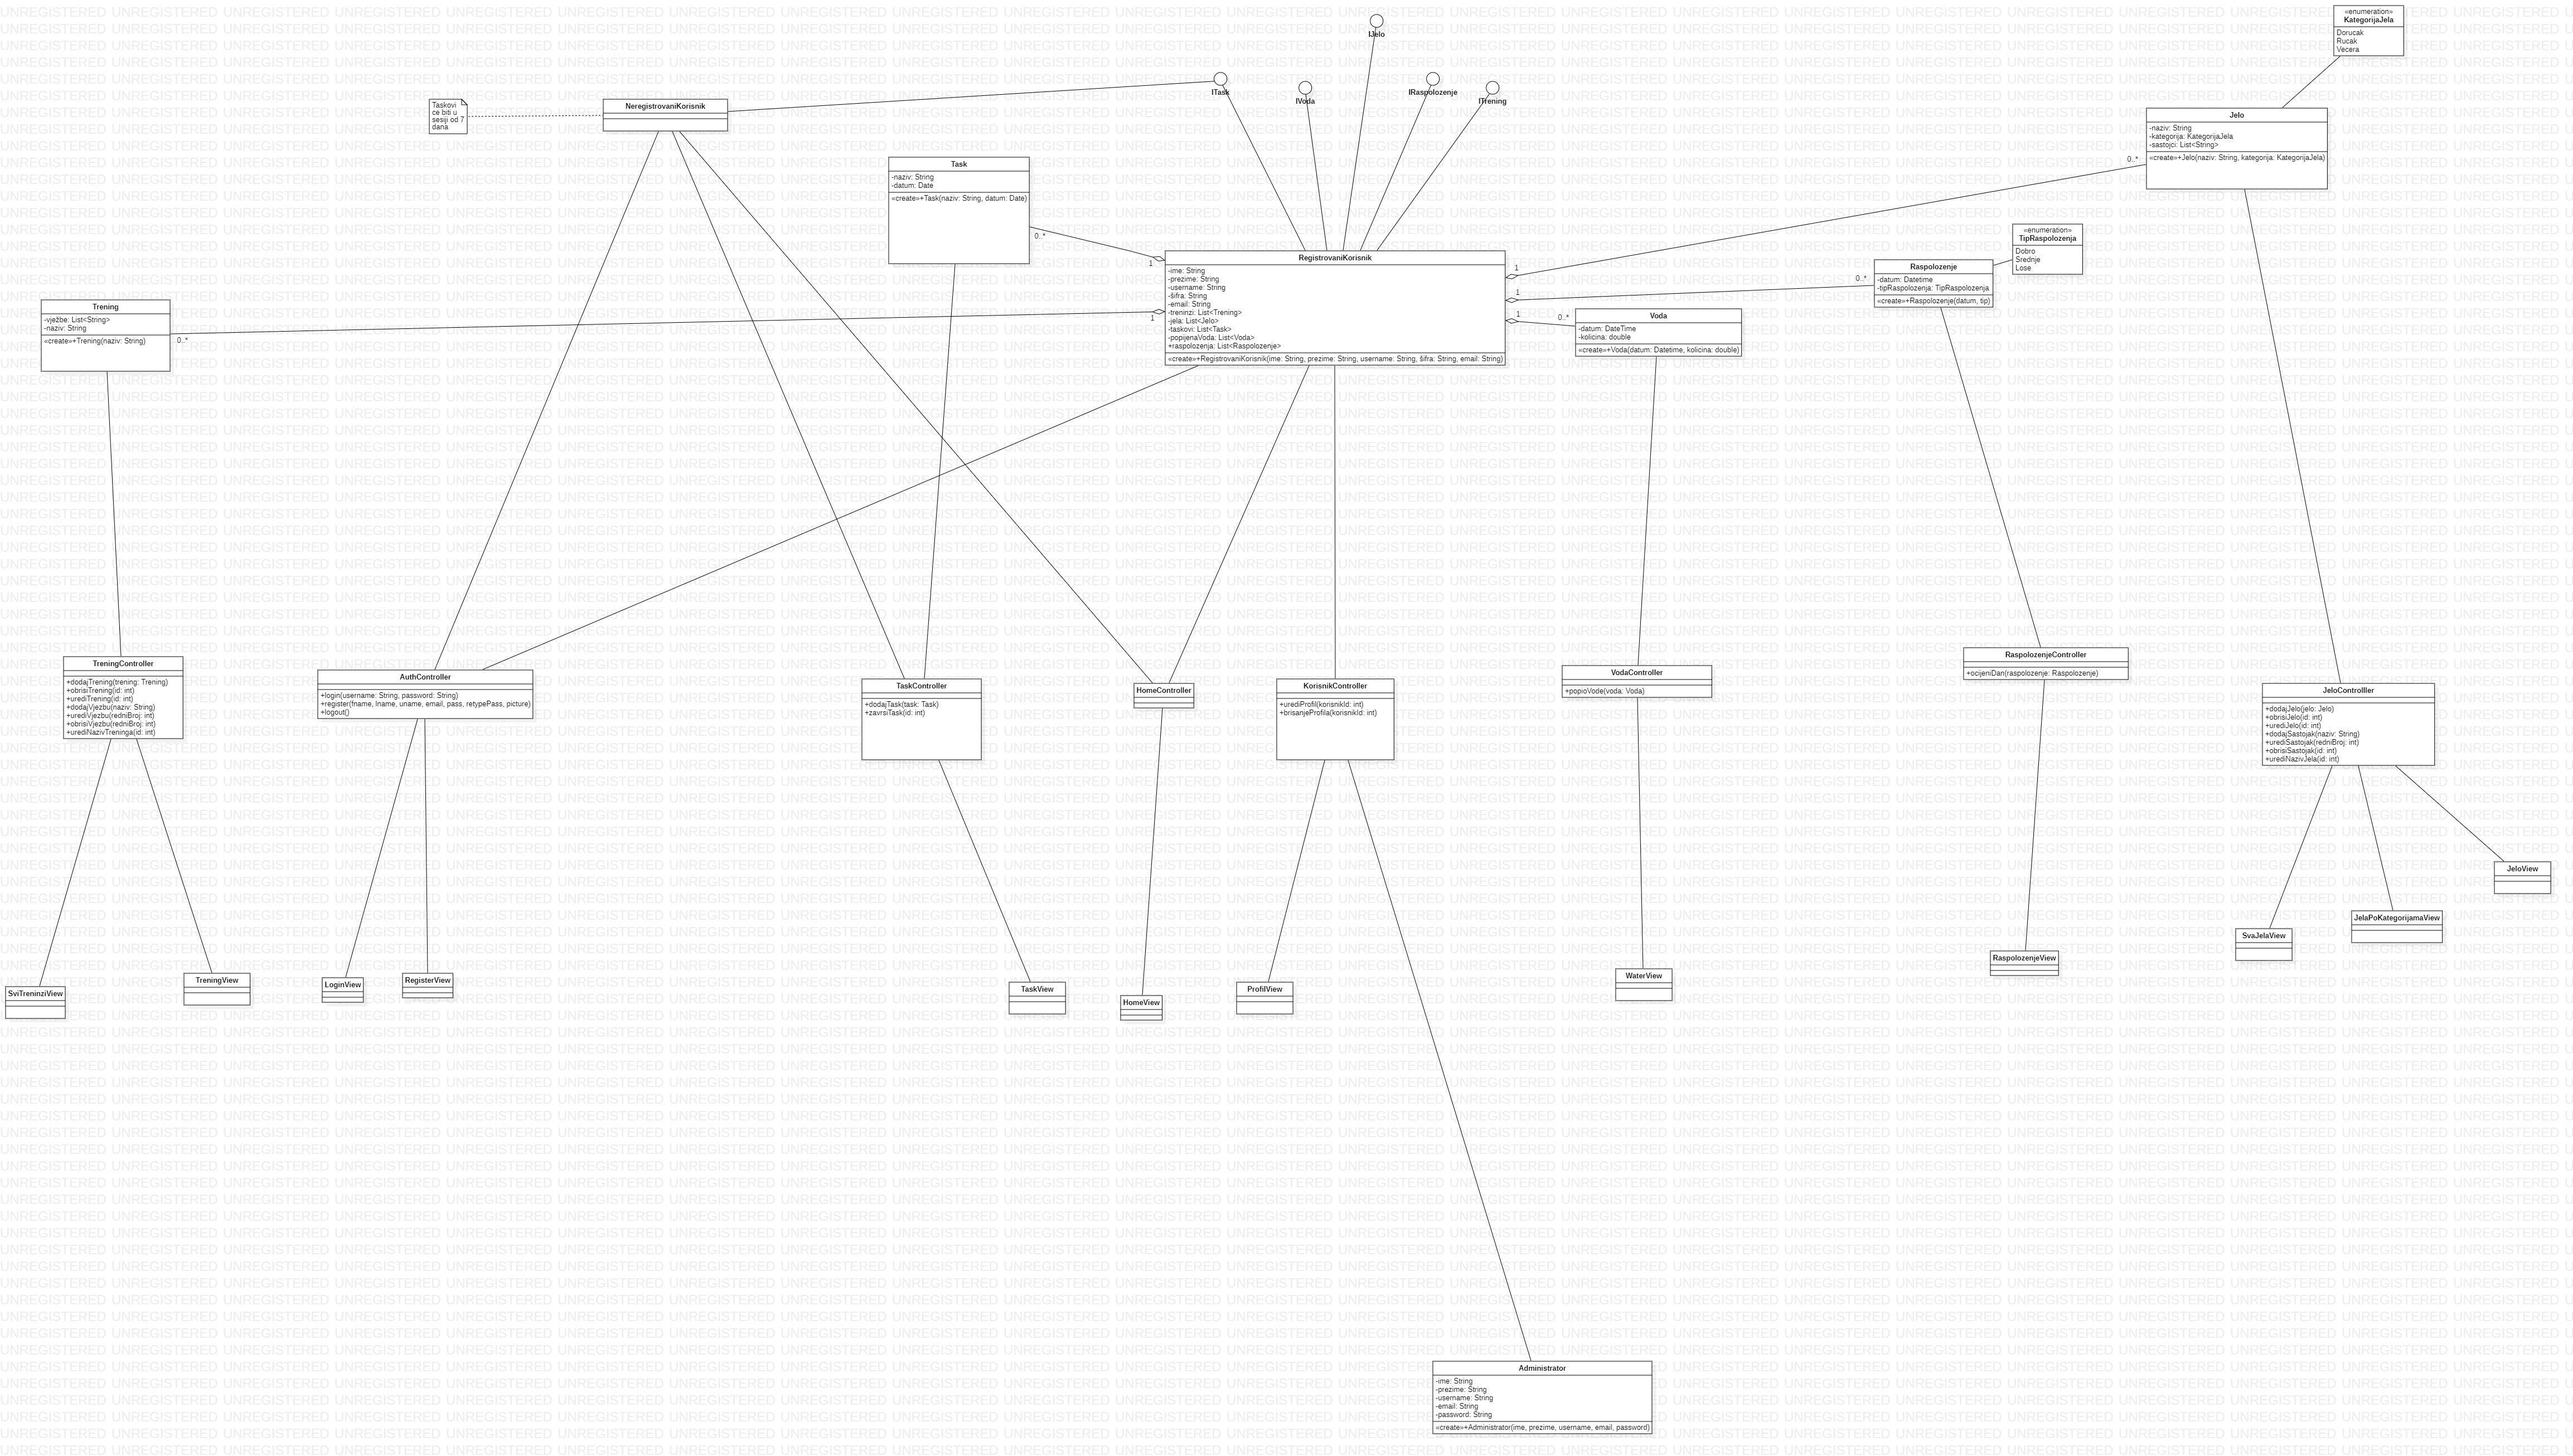 IJelo
«enumeration»
KategorijaJela
Dorucak
Rucak
Vecera
ITask
IVoda
IRaspolozenje
ITrening
Taskovi
ce biti u
sesiji od 7
dana
NeregistrovaniKorisnik
Jelo
-naziv: String
-kategorija: KategorijaJela
-sastojci: List<String>
«create»+Jelo(naziv: String, kategorija: KategorijaJela)
0..*
Task
-naziv: String
-datum: Date
«create»+Task(naziv: String, datum: Date)
0..*
1
RegistrovaniKorisnik
-ime: String
-prezime: String
-username: String
-šifra: String
-email: String
-treninzi: List<Trening>
-jela: List<Jelo>
-taskovi: List<Task>
-popijenaVoda: List<Voda>
+raspolozenja: List<Raspolozenje>
«create»+RegistrovaniKorisnik(ime: String, prezime: String, username: String, šifra: String, email: String)
1
1
1
1
«enumeration»
TipRaspolozenja
Dobro
Srednje
Lose
0..*
Raspolozenje
-datum: Datetime
-tipRaspolozenja: TipRaspolozenja
«create»+Raspolozenje(datum, tip)
0..*
Voda
-datum: DateTime
-kolicina: double
«create»+Voda(datum: Datetime, kolicina: double)
Trening
-vježbe: List<String>
-naziv: String
«create»+Trening(naziv: String)
0..*
TreningController
+dodajTrening(trening: Trening)
+obrisiTrening(id: int)
+urediTrening(id: int)
+dodajVjezbu(naziv: String)
+urediVjezbu(redniBroj: int)
+obrisiVjezbu(redniBroj: int)
+urediNazivTreninga(id: int)
AuthController
+login(username: String, password: String)
+register(fname, lname, uname, email, pass, retypePass, picture)
+logout()
TaskController
+dodajTask(task: Task)
+zavrsiTask(id: int)
HomeController
KorisnikController
+urediProfil(korisnikId: int)
+brisanjeProfila(korisnikId: int)
VodaController
+popioVode(voda: Voda)
RaspolozenjeController
+ocijeniDan(raspolozenje: Raspolozenje)
JeloControlller
+dodajJelo(jelo: Jelo)
+obrisiJelo(id: int)
+urediJelo(id: int)
+dodajSastojak(naziv: String)
+urediSastojak(redniBroj: int)
+obrisiSastojak(id: int)
+urediNazivJela(id: int)
JeloView
JelaPoKategorijamaView
SvaJelaView
SviTreninziView
TreningView
LoginView
RegisterView
TaskView
HomeView
ProfilView
WaterView
RaspolozenjeView
Administrator
-ime: String
-prezime: String
-username: String
-email: String
-password: String
«create»+Administrator(ime, prezime, username, email, password)
UNREGISTERED